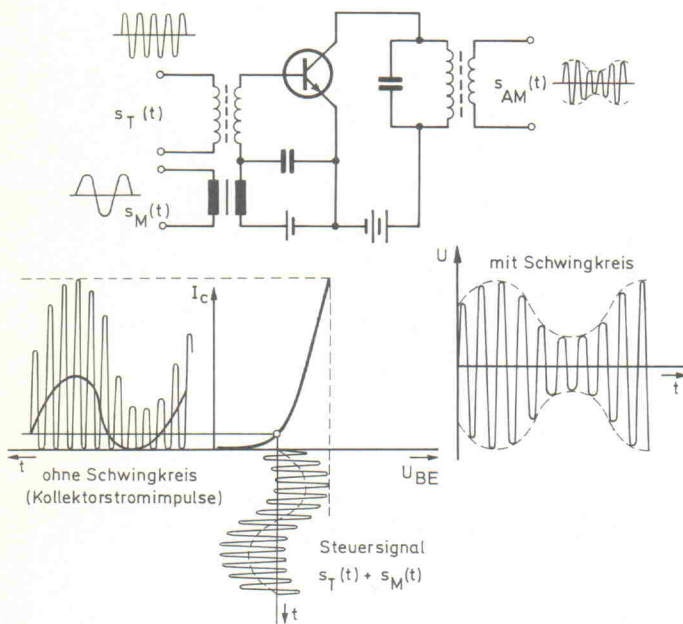 s_T(t)
s_AM(t)
s_M(t)
I_C
U
mit Schwingkreis
t
t
ohne Schwingkreis
(Kollektorstromimpulse)
U_BE
Steuersignal
s_T(t) + s_M(t)
t